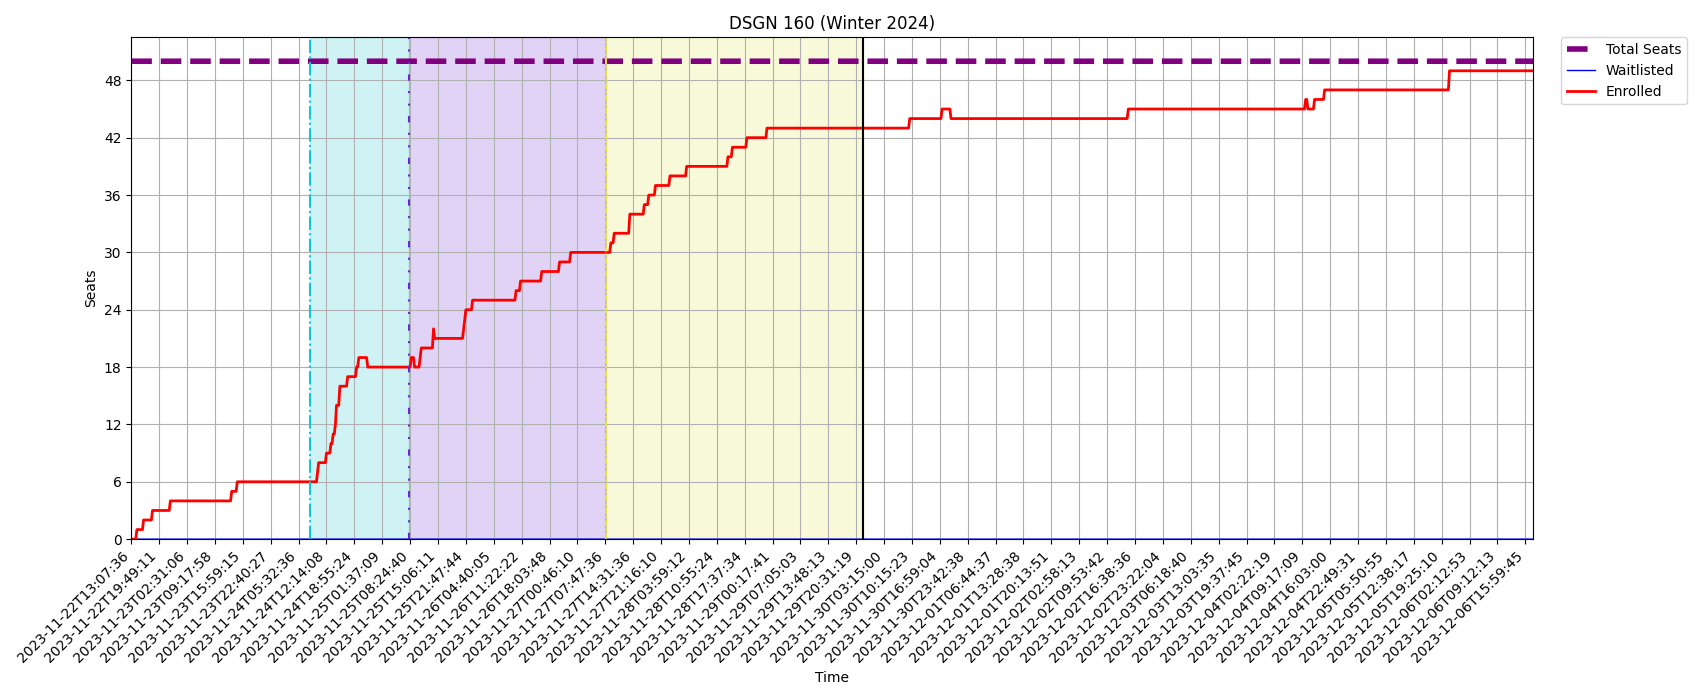 DSGN 160 (Winter 2024)
Total Seats
Waitlisted
Enrolled
Seats
48
42
36
30
24
18
12
6
0
2023-11-22T13:07:36
2023-11-22T19:49:11
2023-11-23T02:31:06
2023-11-23T09:17:58
2023-11-23T15:59:15
2023-11-23T22:40:27
2023-11-24T05:32:36
2023-11-24T12:14:08
2023-11-24T18:55:24
2023-11-25T01:37:09
2023-11-25T08:24:40
2023-11-25T15:06:11
2023-11-25T21:47:44
2023-11-26T04:40:05
2023-11-26T11:22:22
2023-11-26T18:03:48
2023-11-27T00:46:10
2023-11-27T07:47:36
2023-11-27T14:31:36
2023-11-27T21:16:10
2023-11-28T03:59:12
2023-11-28T10:55:24
2023-11-28T17:37:34
2023-11-29T00:17:41
2023-11-29T07:05:03
2023-11-29T13:48:13
2023-11-29T20:31:19
2023-11-30T03:15:00
2023-11-30T10:15:23
2023-11-30T16:59:04
2023-11-30T23:42:38
2023-12-01T06:44:37
2023-12-01T13:28:38
2023-12-01T20:13:51
2023-12-02T02:58:13
2023-12-02T09:53:42
2023-12-02T16:38:36
2023-12-02T23:22:04
2023-12-03T06:18:40
2023-12-03T13:03:35
2023-12-03T19:37:45
2023-12-04T02:22:19
2023-12-04T09:17:09
2023-12-04T16:03:00
2023-12-04T22:49:31
2023-12-05T05:50:55
2023-12-05T12:38:17
2023-12-05T19:25:10
2023-12-06T02:12:53
2023-12-06T09:12:13
2023-12-06T15:59:45
Time